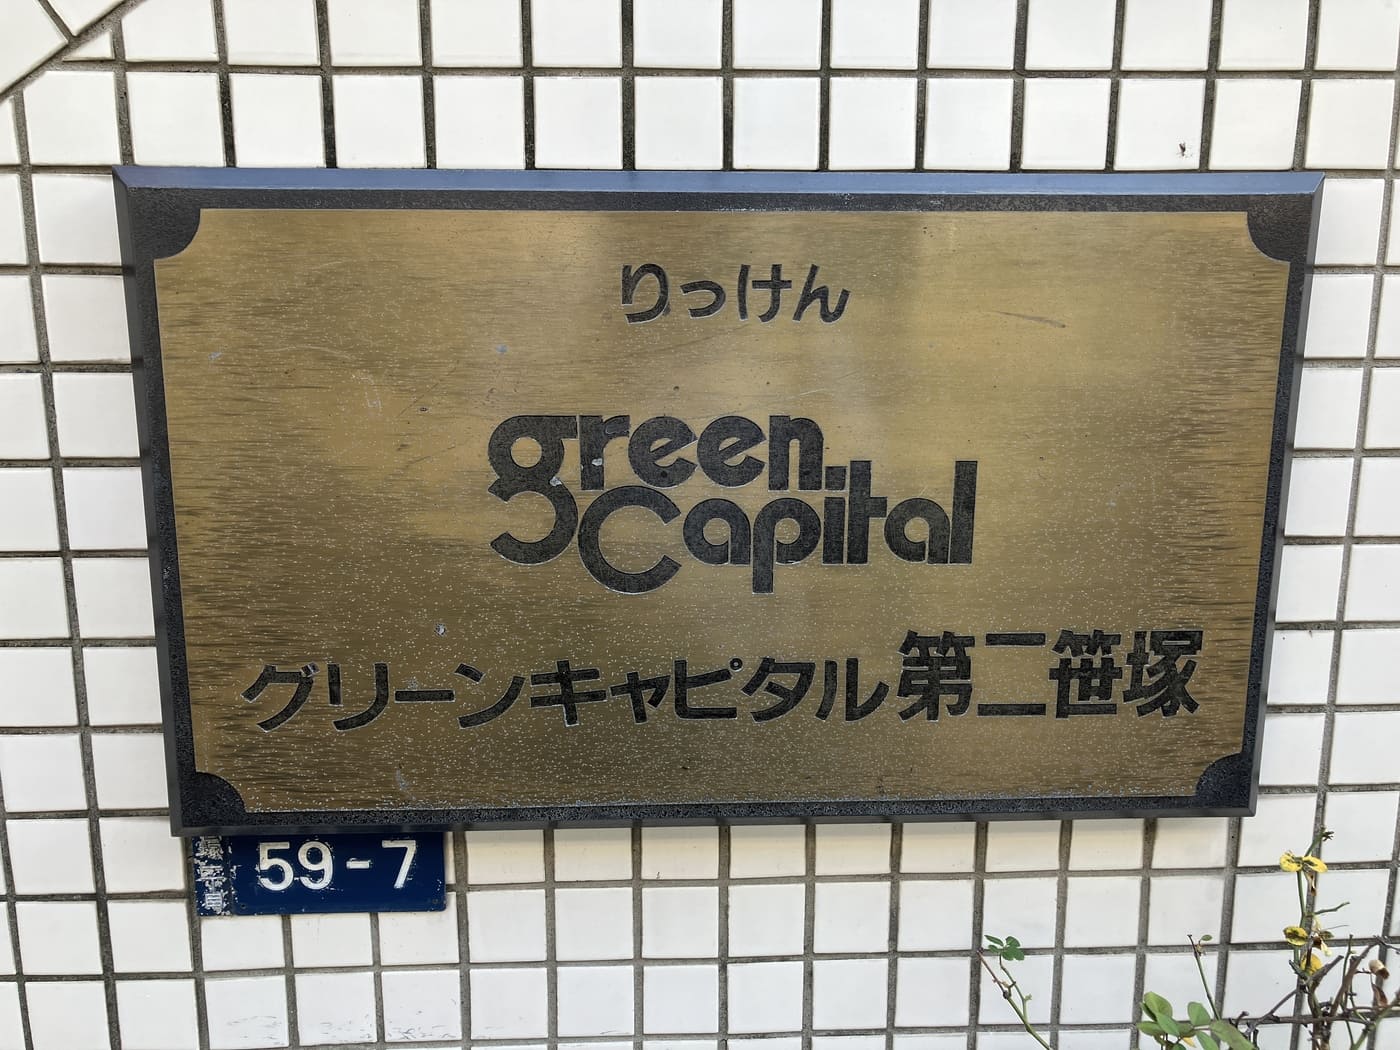 りっけん
green
Capital
グリーンキャピタル第二笹塚
59-7